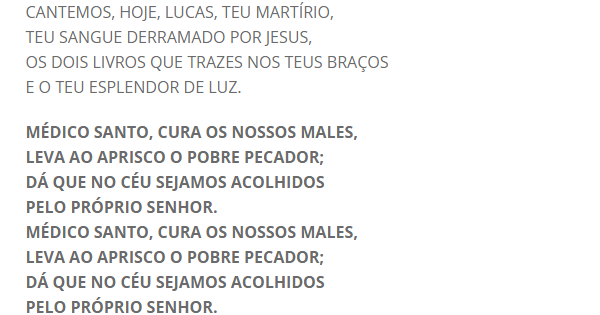 CANTEMOS, HOJE, LUCAS, TEU MARTÍRIO,
TEU SANGUE DERRAMADO POR JESUS,
OS DOIS LIVROS QUE TRAZES NOS TEUS BRAÇOS
E O TEU ESPLENDOR DE LUZ.
MÉDICO SANTO, CURA OS NOSSOS MALES,
LEVA AO APRISCO O POBRE PECADOR;
DÁ QUE NO CÉU SEJAMOS ACOLHIDOS
PELO PRÓPRIO SENHOR.
MÉDICO SANTO, CURA OS NOSSOS MALES,
LEVA AO APRISCO O POBRE PECADOR;
DÁ QUE NO CÉU SEJAMOS ACOLHIDOS
PELO PRÓPRIO SENHOR.